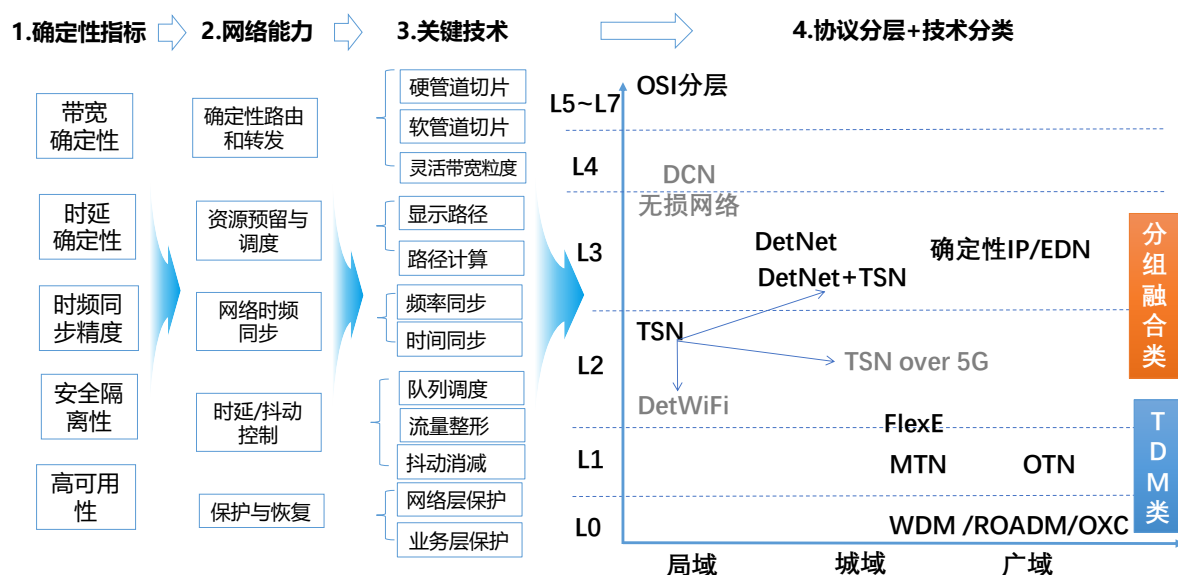 1.确定性指标
2.网络能力
3.关键技术
4.协议分层+技术分类
带宽
确定性
时延
确定性
时频同
步精度
安全隔
离性
高可用
性
确定性路由
和转发
资源预留与
调度
网络时频
同步
时延/抖动
控制
保护与恢复
硬管道切片
软管道切片
灵活带宽粒度
显示路径
路径计算
频率同步
时间同步
队列调度
流量整形
抖动消减
网络层保护
业务层保护
OSI分层
L5~L7
L4
L3
L2
L1
L0
DCN
无损网络
DetNet
确定性IP/EDN
DetNet+TSN
TSN
TSN over 5G
DetWiFi
FlexE
MTN
OTN
WDM /ROADM/OXC
局域
城域
广域
分
组
融
合
类
T
D
M
类